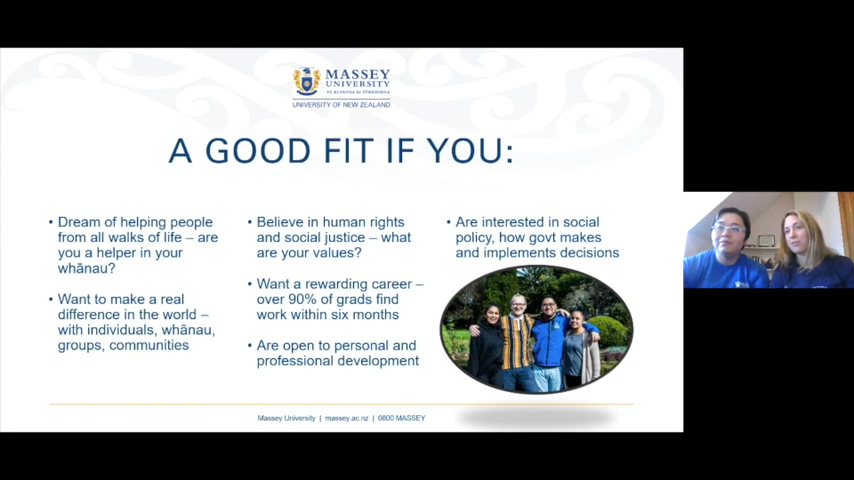 MASSEY
UNIVERSITY
TE KUNENGA KI PŪREHUROA
UNIVERSITY OF NEW ZEALAND
A GOOD FIT IF YOU:
• Dream of helping people
from all walks of life – are
you a helper in your
whānau?
• Want to make a real
difference in the world –
with individuals, whānau,
groups, communities
• Believe in human rights
and social justice – what
are your values?
• Want a rewarding career –
over 90% of grads find
work within six months
• Are open to personal and
professional development
• Are interested in social
policy, how govt makes
and implements decisions
Massey University | massey.ac.nz | 0800 MASSEY